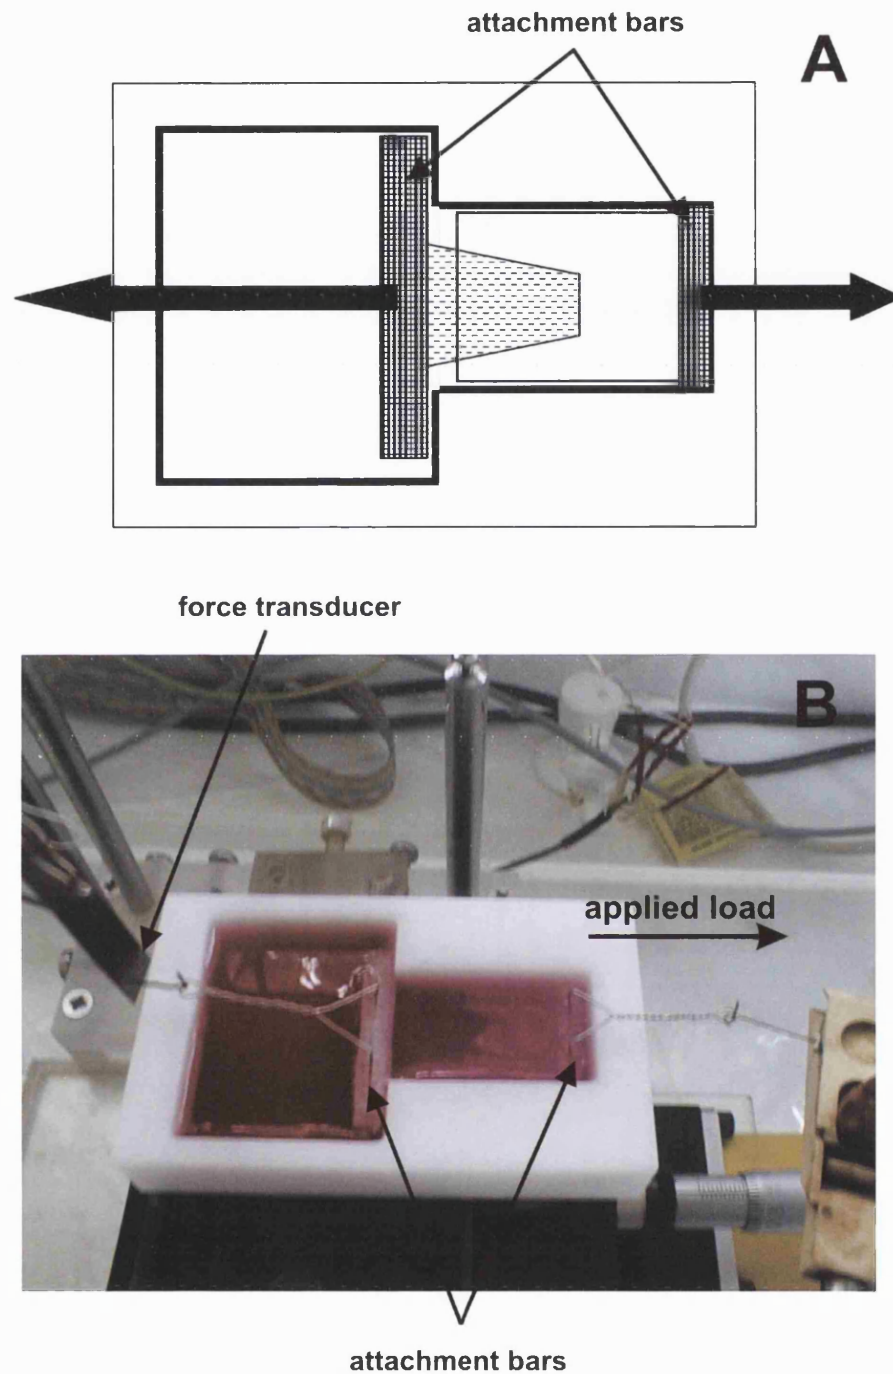 attachment bars
A
force transducer
B
applied load
attachment bars